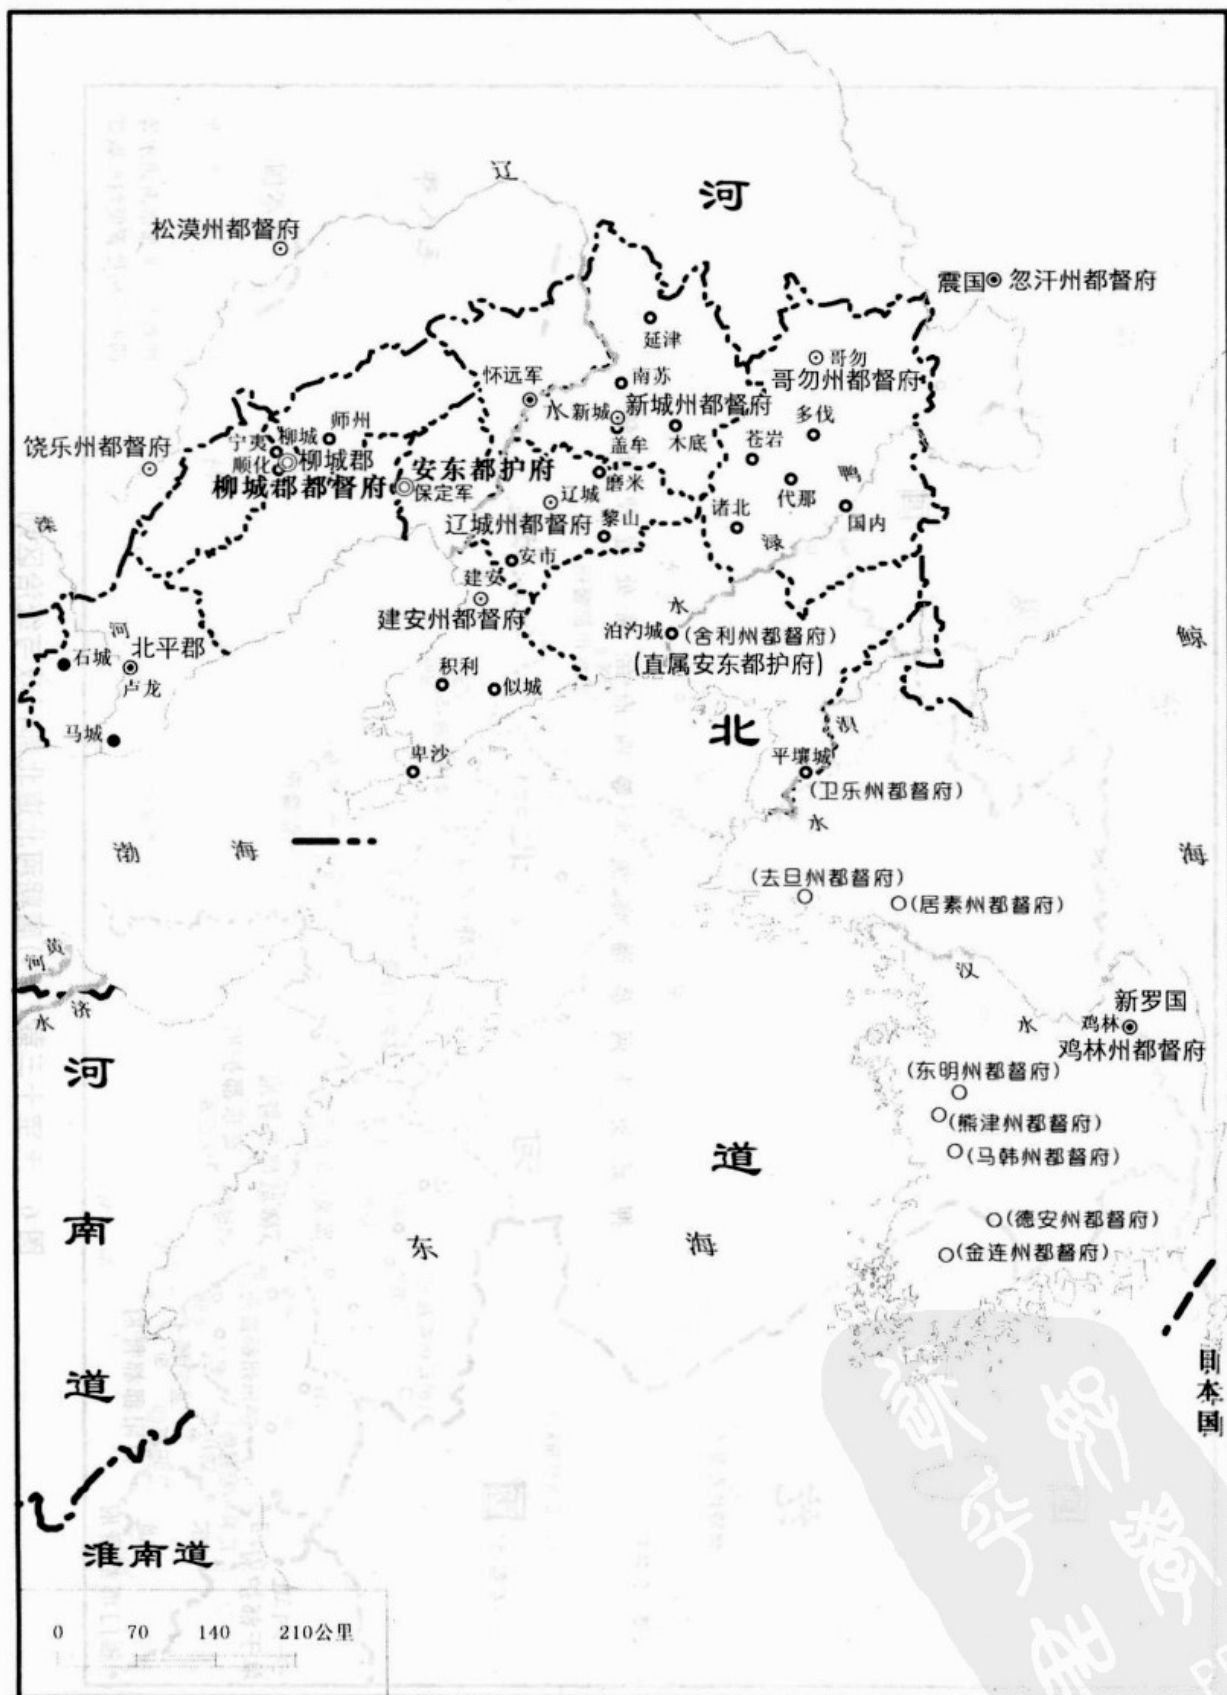 辽
河
松漠州都督府
震国
忽汗州都督府
延津
哥勿
哥勿州都督府
怀远军
水
南苏
新城
新城州都督府
盖牟
木底
多伐
苍岩
师州
柳城
宁夷
顺化
柳城郡
柳城郡都督府
饶乐州都督府
安东都护府
保定军
磨米
辽城
辽城州都督府
黎山
代那
鸭
国内
诸北
渌
安市
滦
建安
建安州都督府
水
泊汋城
(舍利州都督府)
(直属安东都护府)
鲸
河
北平郡
石城
卢龙
积利
似城
马城
北
浿
卑沙
平壤城
(卫乐州都督府)
水
渤
海
海
(去旦州都督府)
(居素州都督府)
黄
河
汉
济
水
水
新罗国
鸡林
鸡林州都督府
河
(东明州都督府)
(熊津州都督府)
道
(马韩州都督府)
南
(德安州都督府)
东
海
(金连州都督府)
道
日本国
淮南道
0 70 140 210公里